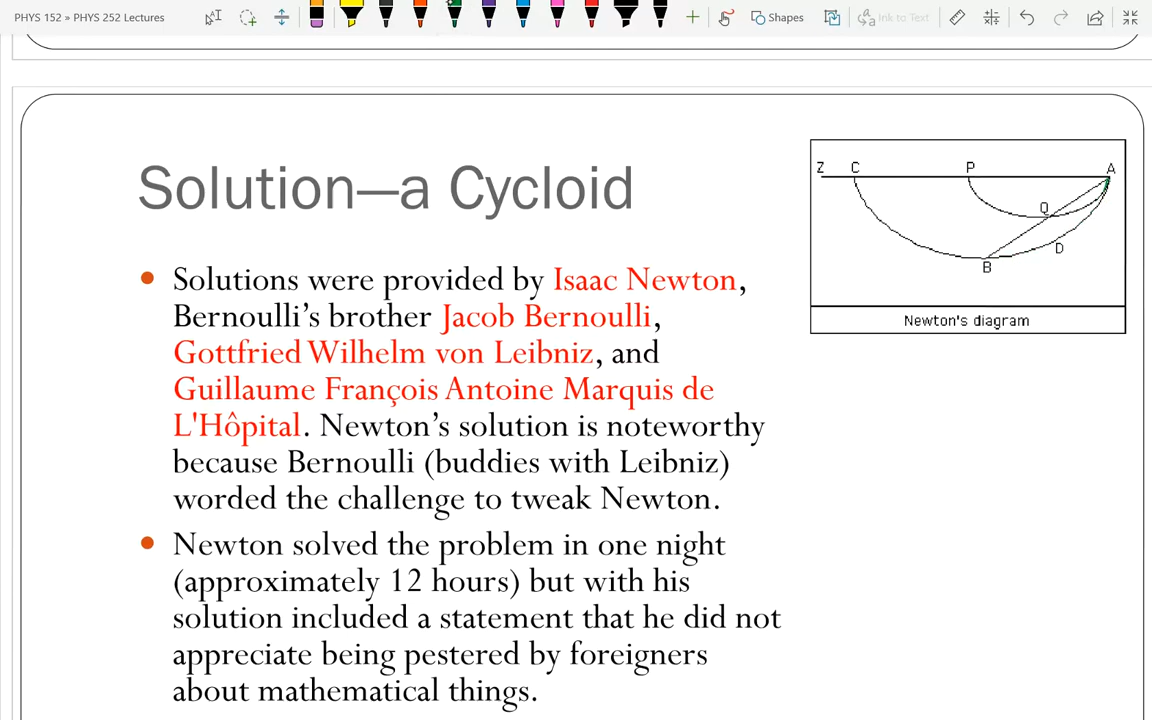 PHYS 152 » PHYS 252 Lectures
Shapes
Link to Text
Solution—a Cycloid
Z C P A
Q
D
B
Newton's diagram
• Solutions were provided by Isaac Newton,
Bernoulli’s brother Jacob Bernoulli,
Gottfried Wilhelm von Leibniz, and
Guillaume François Antoine Marquis de
L'Hôpital. Newton’s solution is noteworthy
because Bernoulli (buddies with Leibniz)
worded the challenge to tweak Newton.
• Newton solved the problem in one night
(approximately 12 hours) but with his
solution included a statement that he did not
appreciate being pestered by foreigners
about mathematical things.